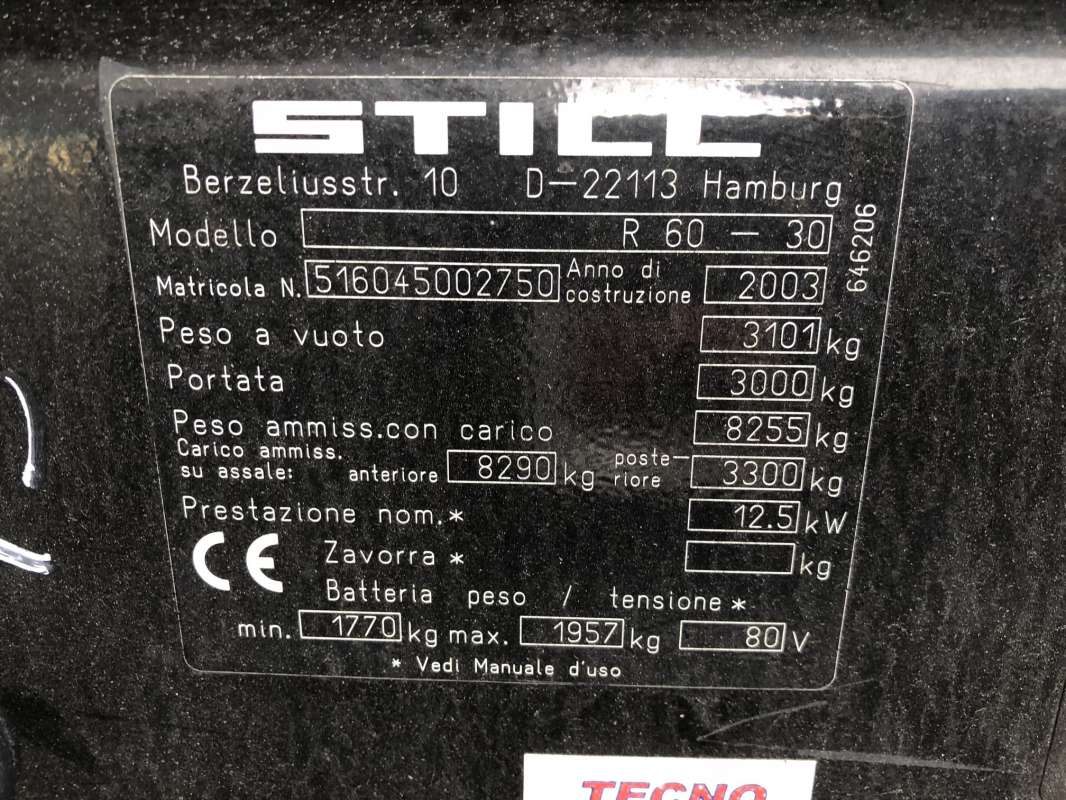 STILL
Berzeliusstr. 10 D-22113 Hamburg
Modello R 60 - 30
646206
Matricola N. 516045002750 Anno di costruzione 2003
Peso a vuoto 3101 kg
Portata 3000 kg
Peso ammiss.con carico 8255 kg
Carico ammiss. su assale: anteriore 8290 kg poste-riore 3300 kg
Prestazione nom.* 12.5 kW
CE Zavorra * kg
Batteria peso / tensione *
min. 1770 kg max. 1957 kg 80 V
* Vedi Manuale d'uso
TECNO